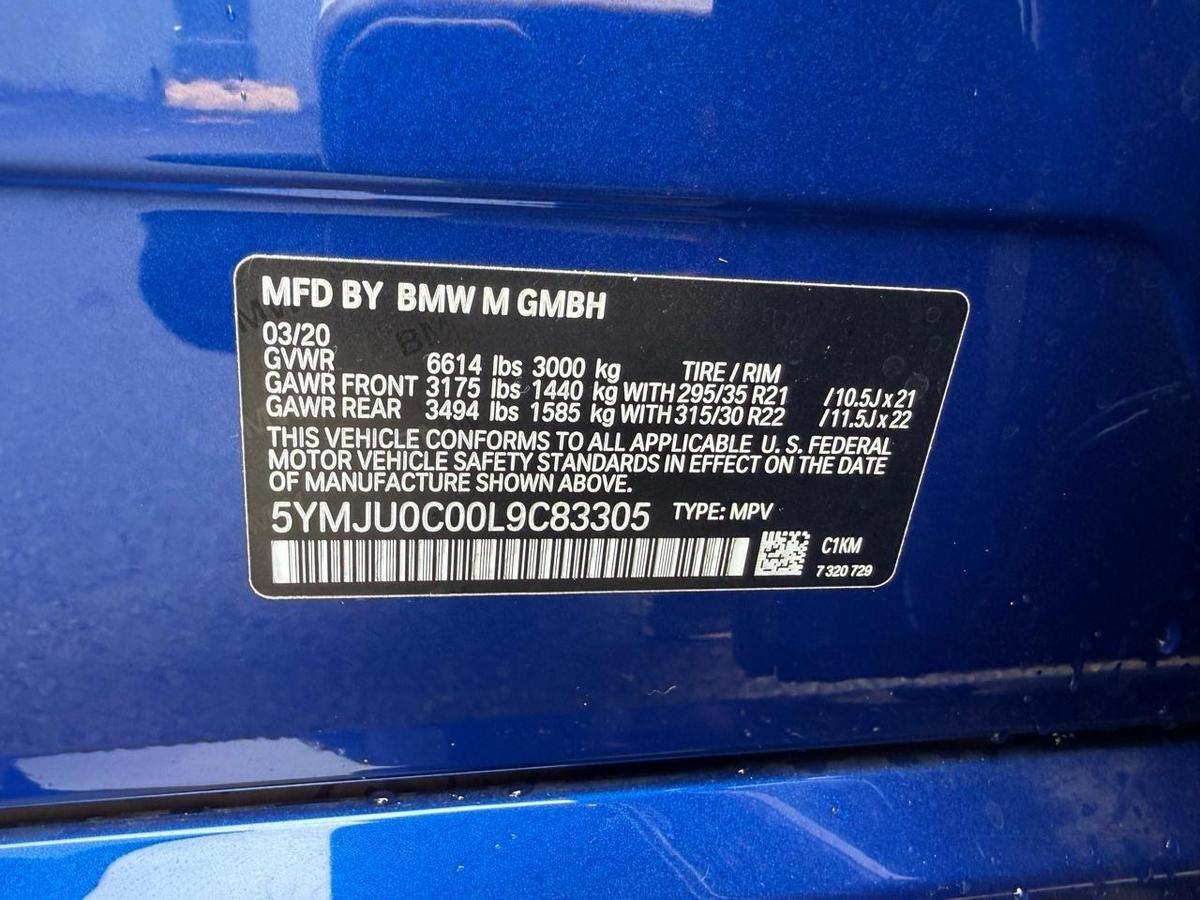 MFD BY BMW M GMBH
03/20
GVWR 6614 lbs 3000 kg TIRE / RIM
GAWR FRONT 3175 lbs 1440 kg WITH 295/35 R21 /10.5J x 21
GAWR REAR 3494 lbs 1585 kg WITH 315/30 R22 /11.5J x 22
THIS VEHICLE CONFORMS TO ALL APPLICABLE U. S. FEDERAL
MOTOR VEHICLE SAFETY STANDARDS IN EFFECT ON THE DATE
OF MANUFACTURE SHOWN ABOVE.
5YMJU0C00L9C83305 TYPE: MPV
C1KM
7 320 729